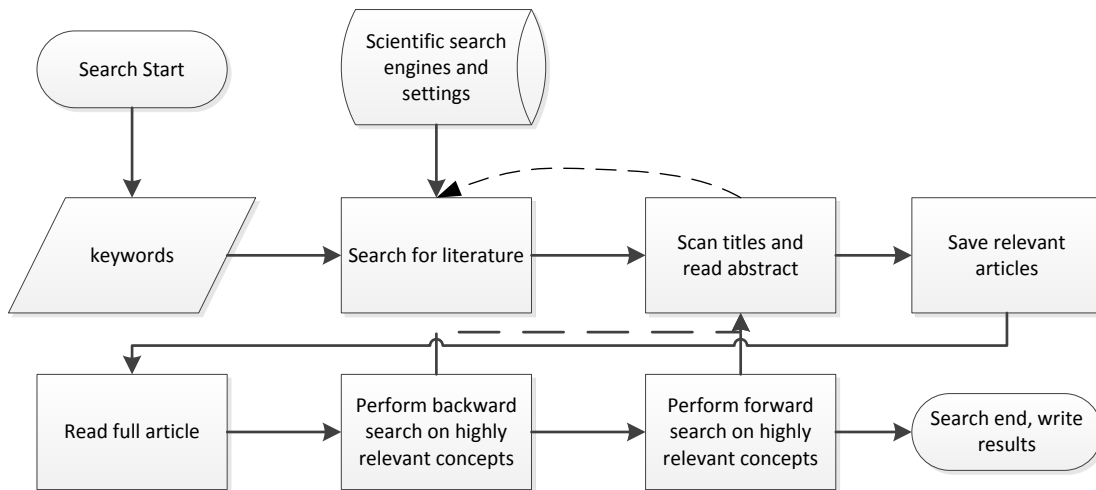 Search Start
Scientific search
engines and
settings
keywords
Search for literature
Scan titles and
read abstract
Save relevant
articles
Read full article
Perform backward
search on highly
relevant concepts
Perform forward
search on highly
relevant concepts
Search end, write
results